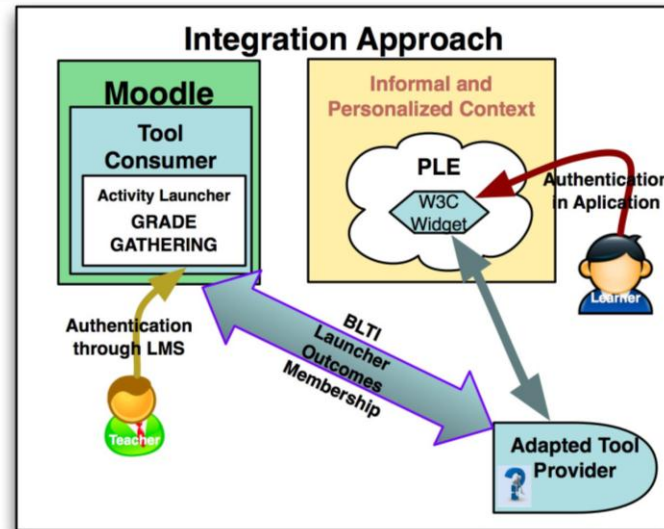 Integration Approach
Moodle
Tool
Consumer
Activity Launcher
GRADE
GATHERING
Informal and
Personalized Context
PLE
W3C
Widget
Authentication
in Aplication
Learner
Authentication
through LMS
Teacher
BLTI
Launcher
Outcomes
Membership
Adapted Tool
Provider
?